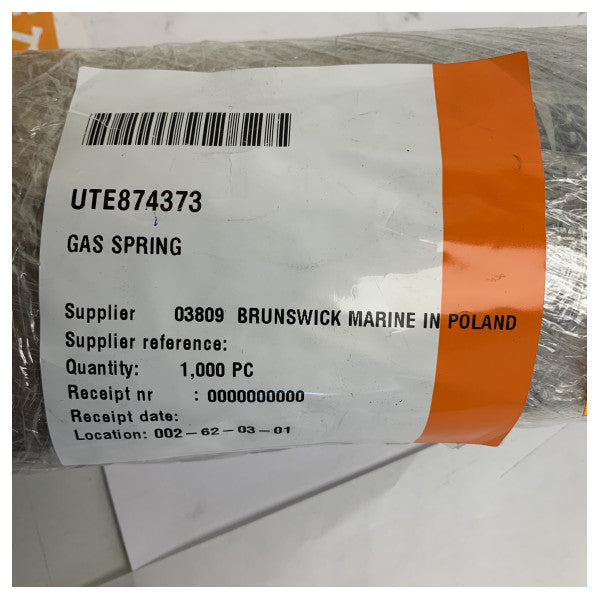 UTE874373
GAS SPRING
Supplier 03809 BRUNSWICK MARINE IN POLAND
Supplier reference:
Quantity: 1,000 PC
Receipt nr : 0000000000
Receipt date:
Location: 002-62-03-01